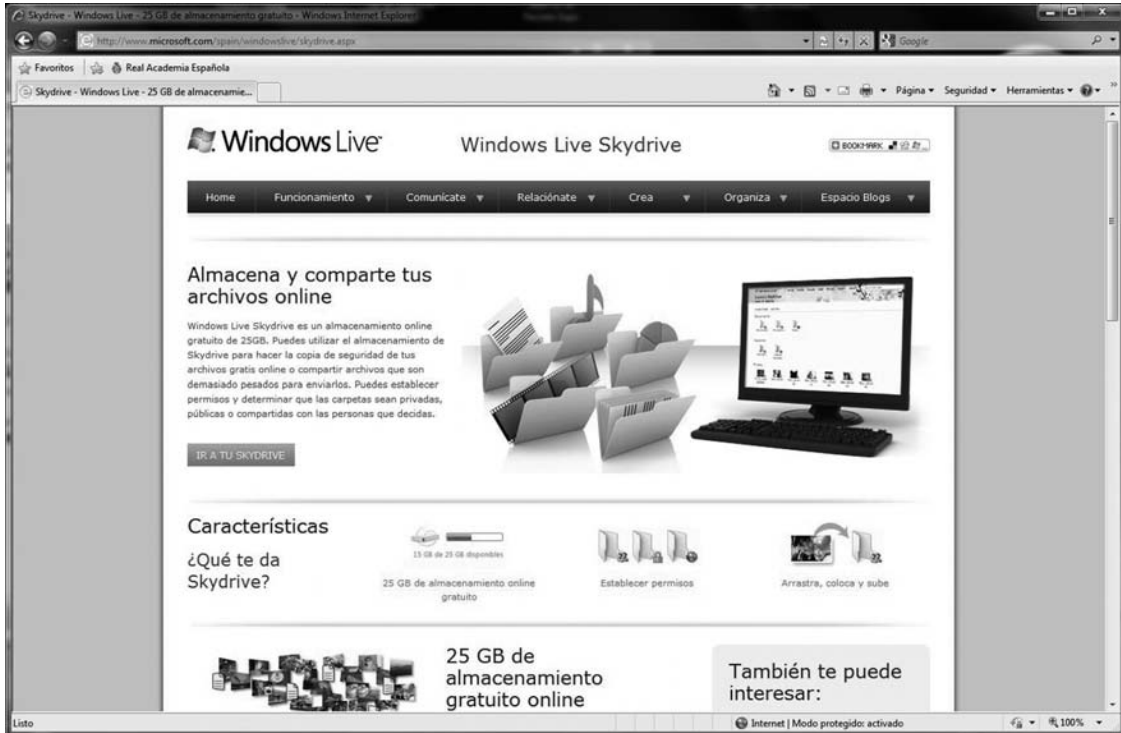 Skydrive - Windows Live - 25 GB de almacenamiento gratuito - Windows Internet Explorer
http://www.microsoft.com/spain/windowslive/skydrive.aspx
Google
Favoritos
Real Academia Española
Skydrive - Windows Live - 25 GB de almacenamie...
Página
Seguridad
Herramientas
Windows Live
Windows Live Skydrive
BOOKMARK
Home
Funcionamiento
Comunícate
Relaciónate
Crea
Organiza
Espacio Blogs
Almacena y comparte tus
archivos online
Windows Live Skydrive es un almacenamiento online
gratuito de 25GB. Puedes utilizar el almacenamiento de
Skydrive para hacer la copia de seguridad de tus
archivos gratis online o compartir archivos que son
demasiado pesados para enviarlos. Puedes establecer
permisos y determinar que las carpetas sean privadas,
públicas o compartidas con las personas que decidas.
IR A TU SKYDRIVE
Características
¿Qué te da
Skydrive?
15 GB de 25 GB disponibles
25 GB de almacenamiento online
gratuito
Establecer permisos
Arrastra, coloca y sube
25 GB de
almacenamiento
gratuito online
También te puede
interesar:
Listo
Internet | Modo protegido: activado
100%